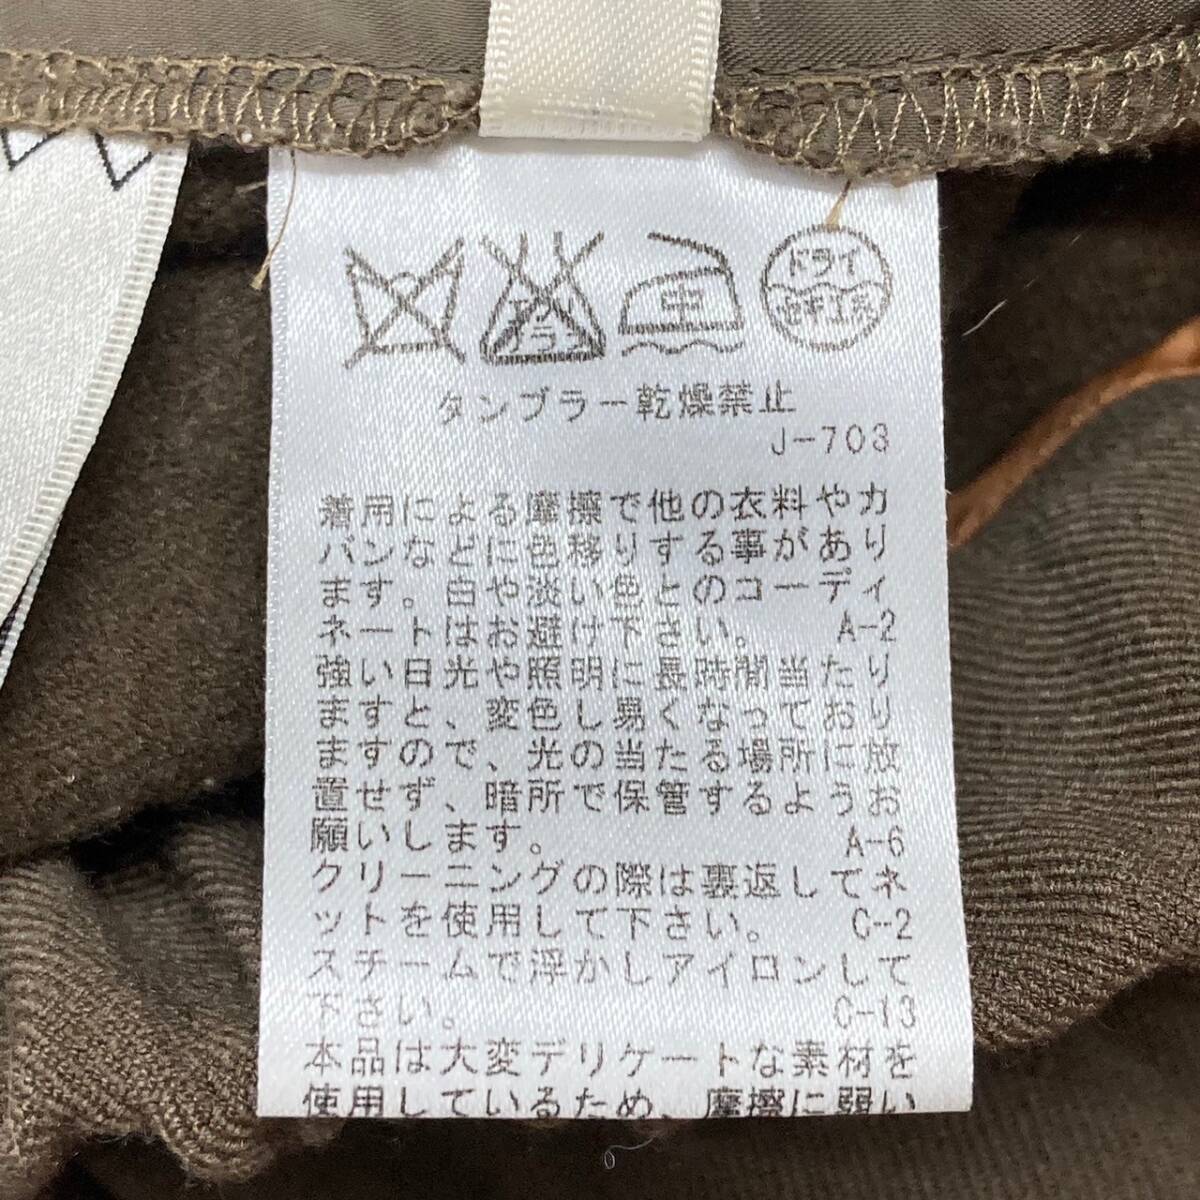 エンソ
サラシ
中
ドライ
セキユ系
タンブラー乾燥禁止
J-703
着用による摩擦で他の衣料やカ
バンなどに色移りする事があり
ます。白や淡い色とのコーディ
ネートはお避け下さい。 A-2
強い日光や照明に長時間当たり
ますと、変色し易くなっており
ますので、光の当たる場所に放
置せず、暗所で保管するようお
願いします。 A-6
クリーニングの際は裏返してネ
ットを使用して下さい。 C-2
スチームで浮かしアイロンして
下さい。 C-13
本品は大変デリケートな素材を
使用しているため、摩擦に弱い